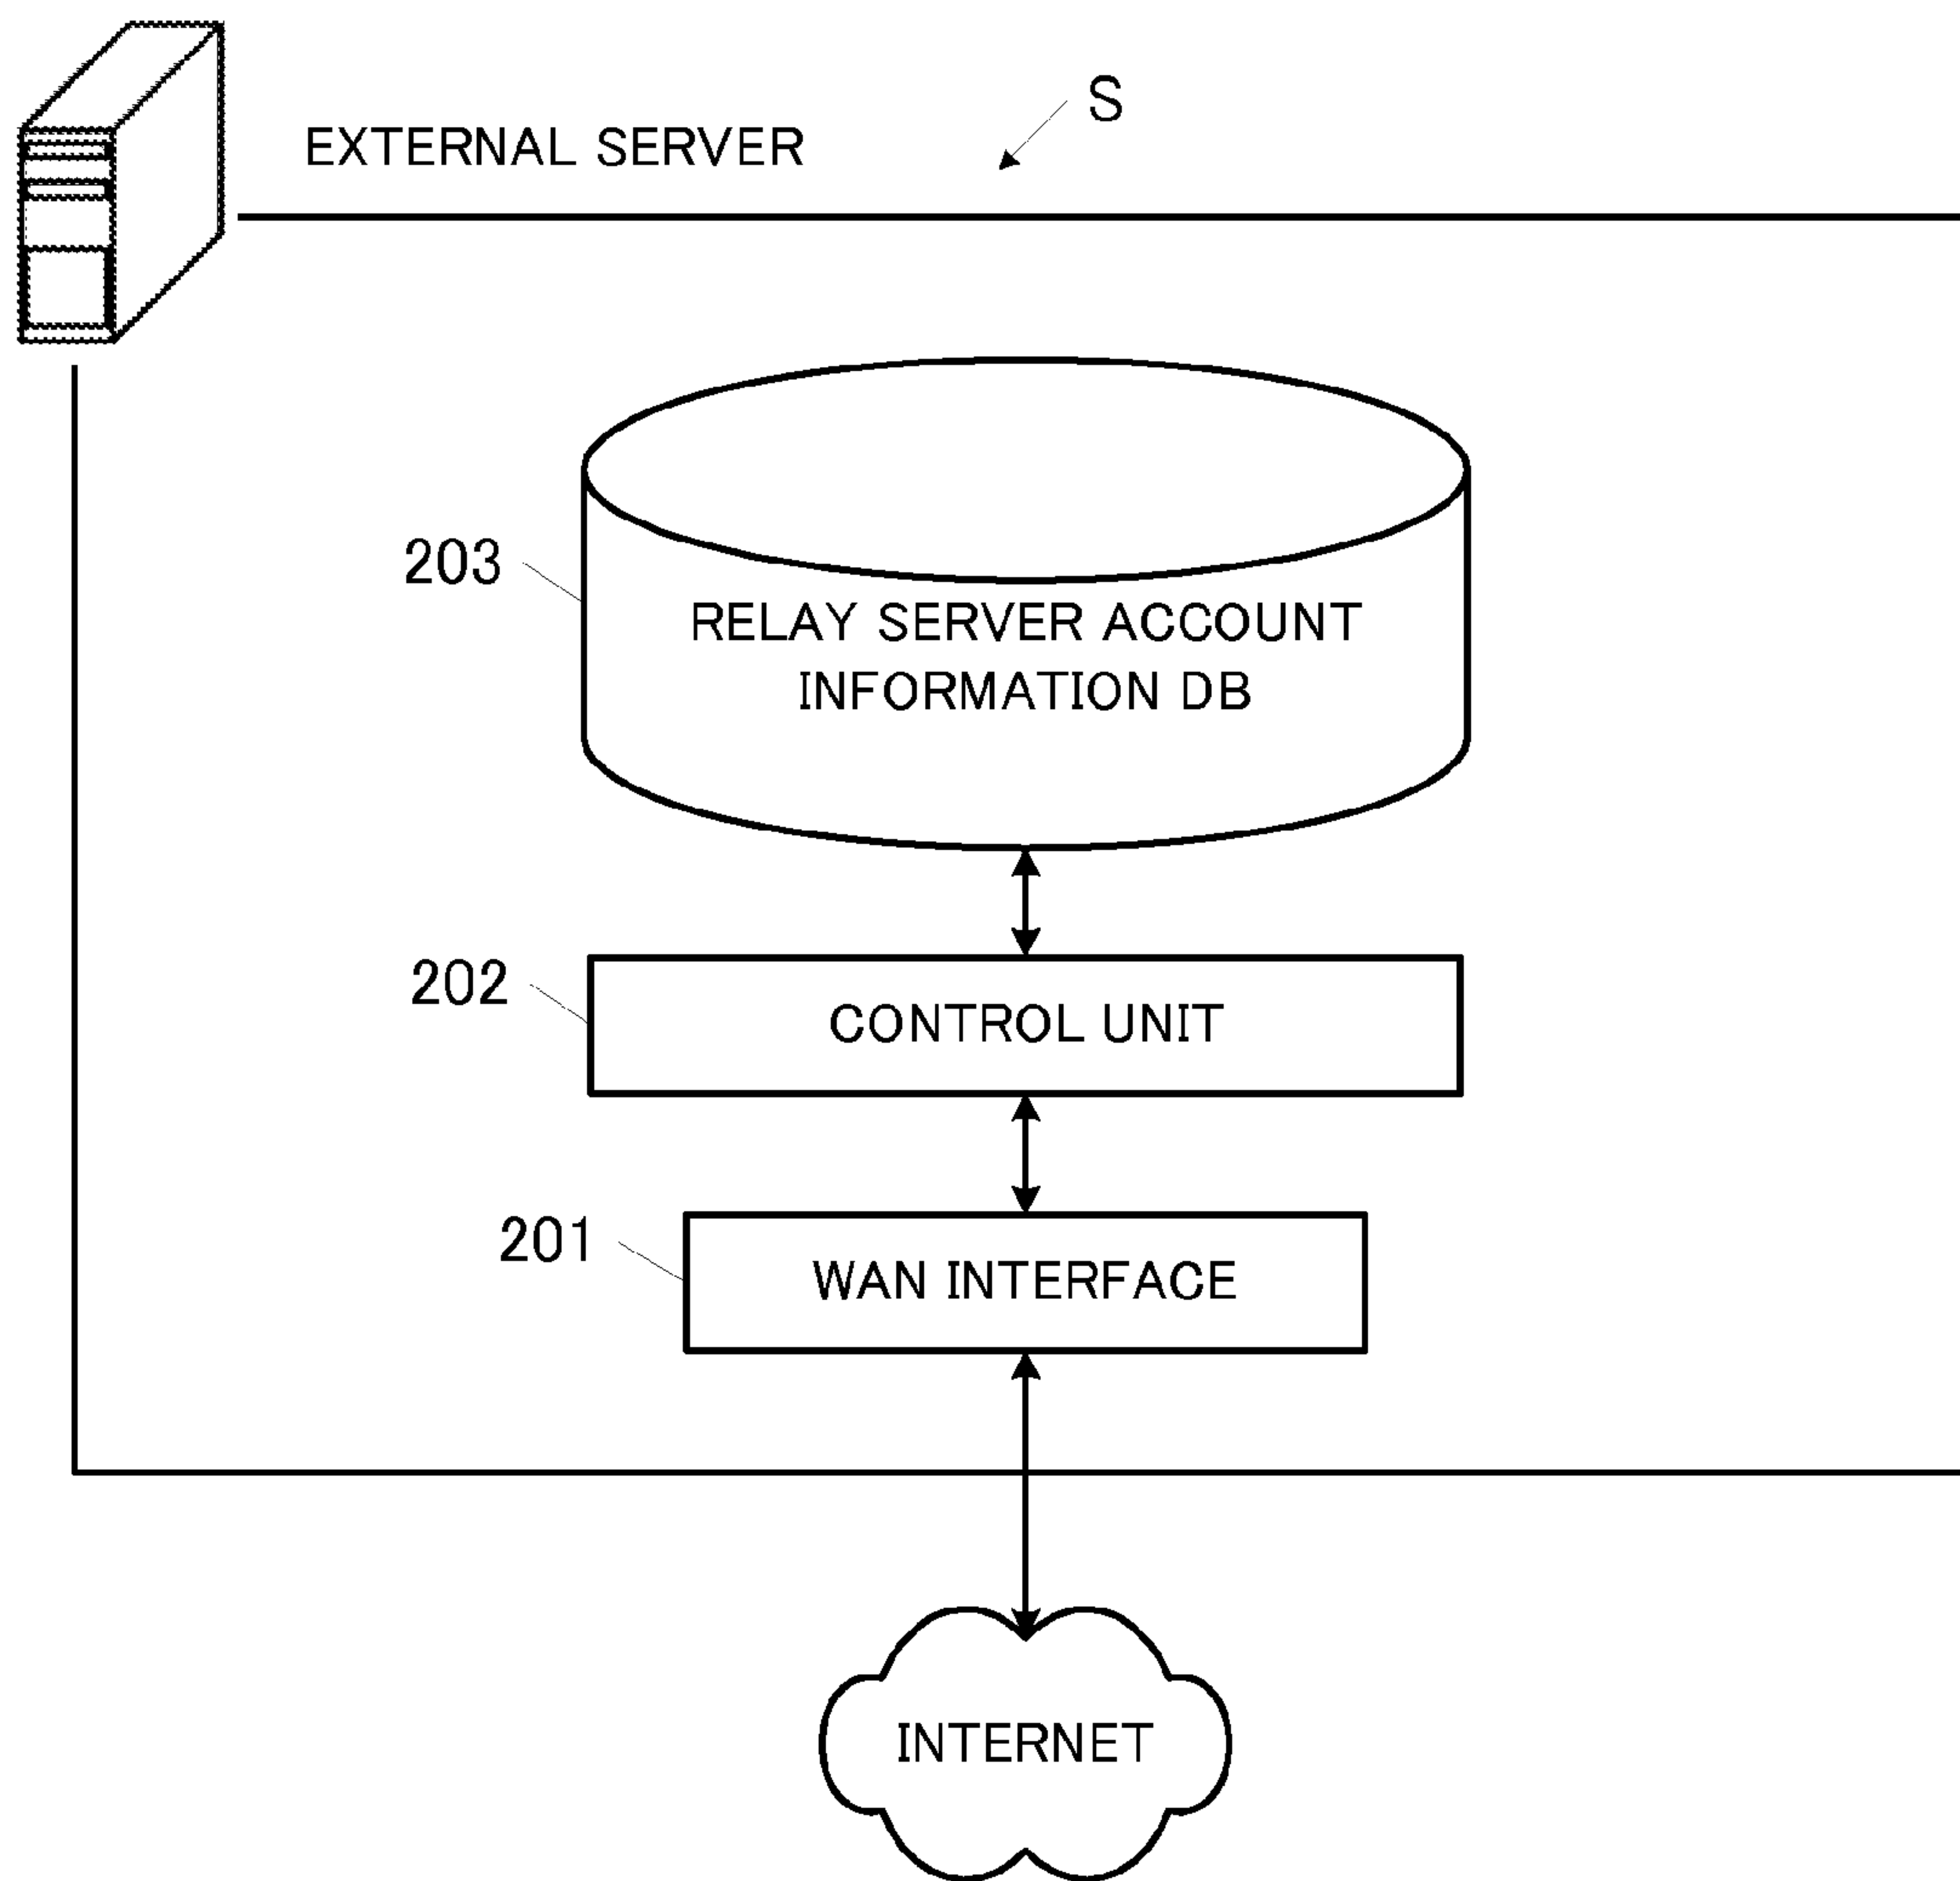 S
EXTERNAL SERVER
203
RELAY SERVER ACCOUNT
INFORMATION DB
202
CONTROL UNIT
201
WAN INTERFACE
INTERNET